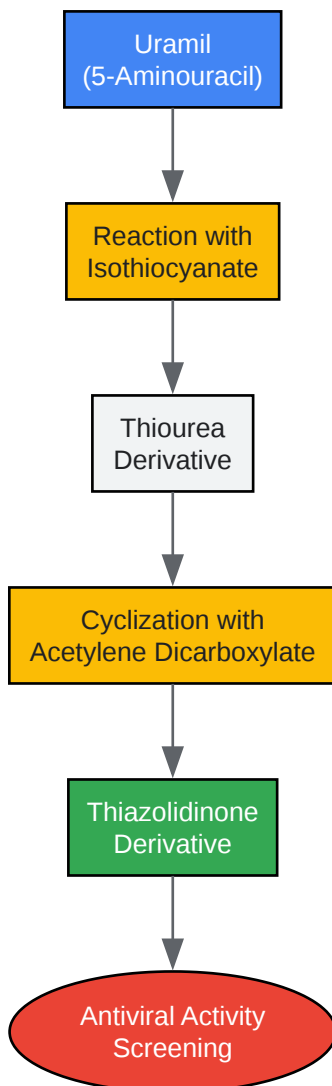 Uramil
(5-Aminouracil)
Reaction with
Isothiocyanate
Thiourea
Derivative
Cyclization with
Acetylene Dicarboxylate
Thiazolidinone
Derivative
Antiviral Activity
Screening